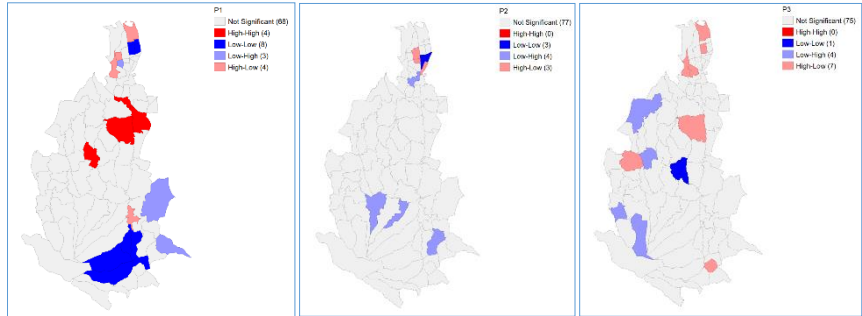 P1
Not Significant (68)
High-High (4)
Low-Low (8)
Low-High (3)
High-Low (4)
P2
Not Significant (77)
High-High (0)
Low-Low (3)
Low-High (4)
High-Low (3)
P3
Not Significant (75)
High High (0)
Low-Low (1)
Low-High (4)
High-Low (7)